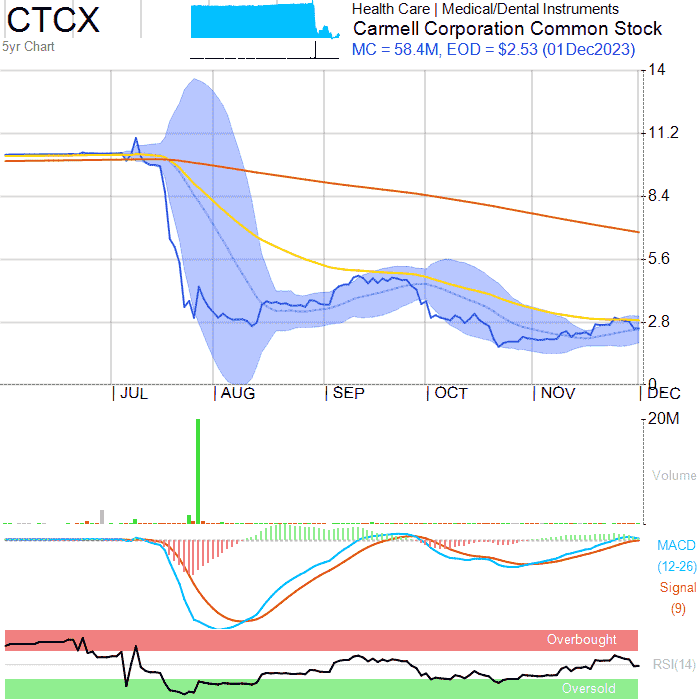 CTCX
5yr Chart
Health Care | Medical/Dental Instruments
Carmell Corporation Common Stock
MC = 58.4M, EOD = $2.53 (01Dec2023)
14
11.2
8.4
5.6
2.8
0
JUL AUG SEP OCT NOV DEC
20M
Volume
MACD
(12-26)
Signal
(9)
Overbought
RSI(14)
Oversold